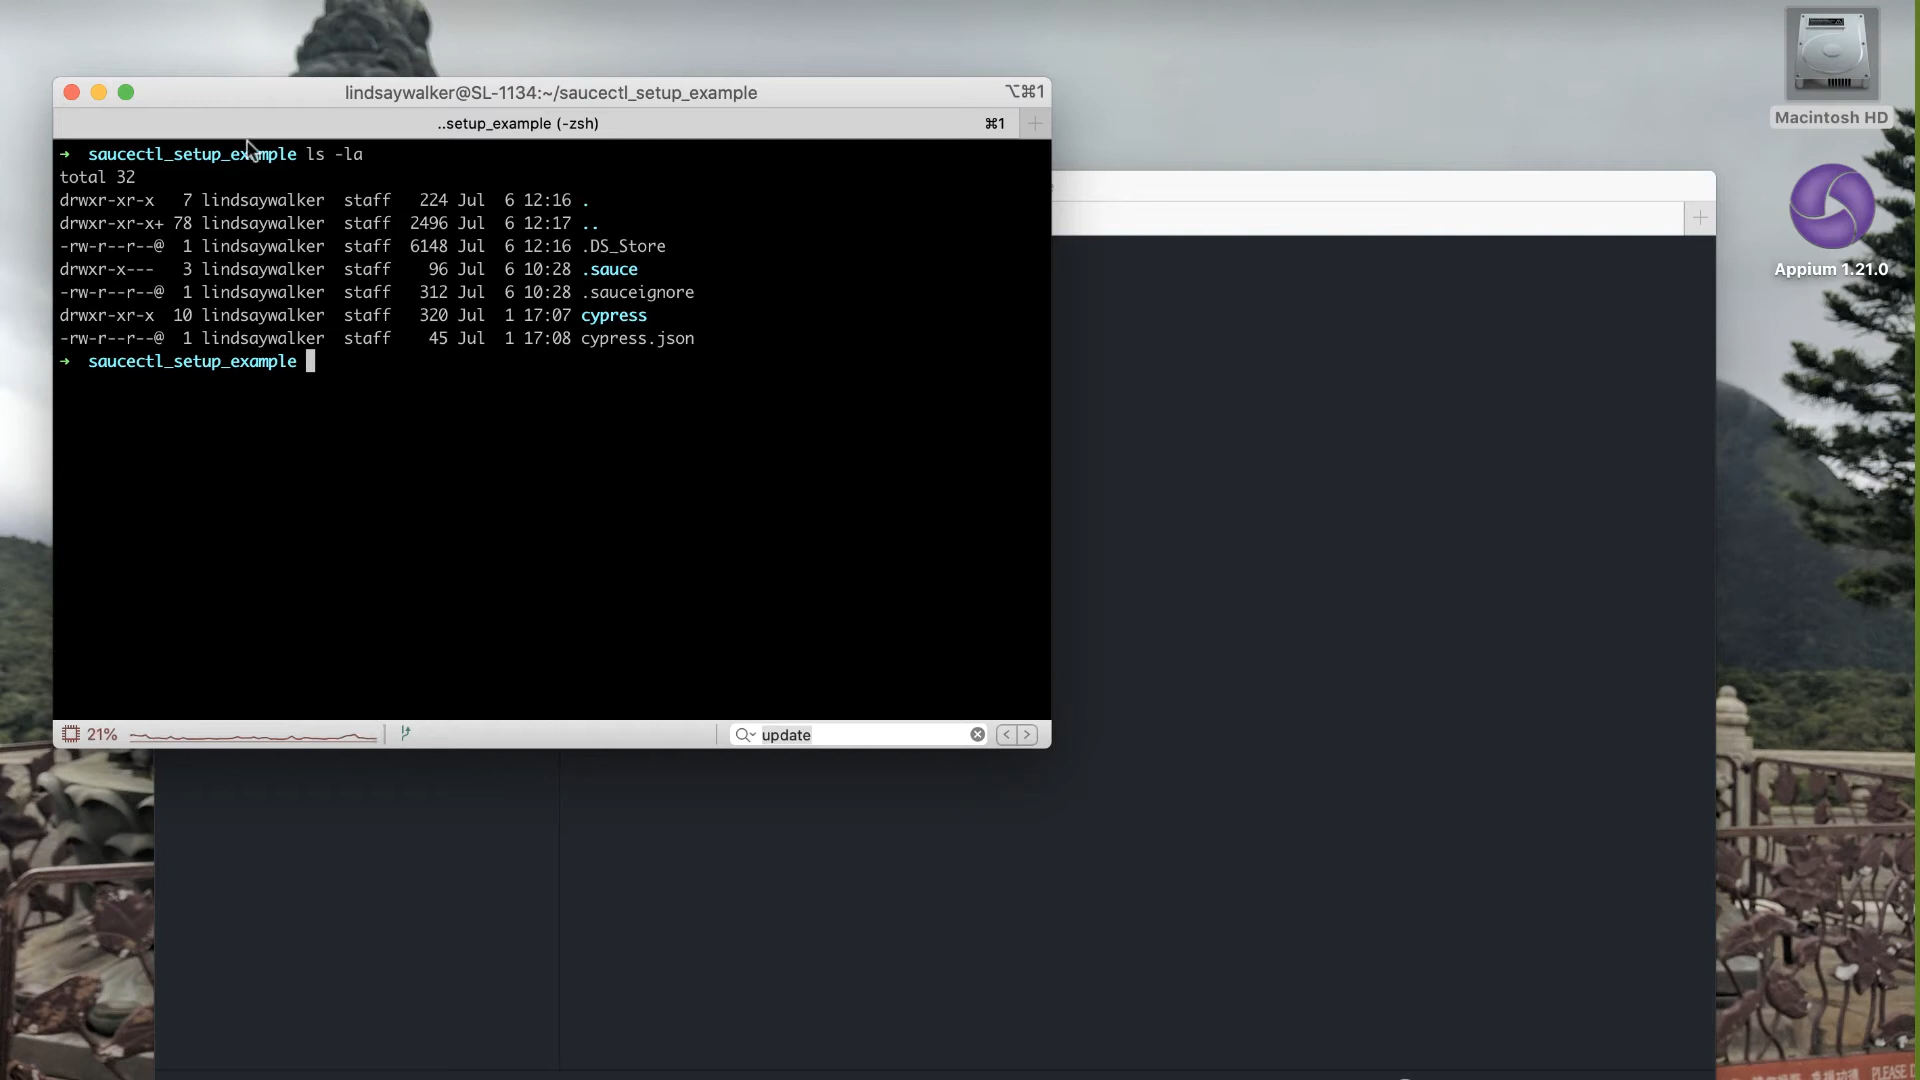 lindsaywalker@SL-1134:~/saucectl_setup_example
⌥⌘1
..setup_example (-zsh)
⌘1
→ saucectl_setup_example ls -la
total 32
drwxr-xr-x 7 lindsaywalker staff 224 Jul 6 12:16 .
drwxr-xr-x+ 78 lindsaywalker staff 2496 Jul 6 12:17 ..
-rw-r--r--@ 1 lindsaywalker staff 6148 Jul 6 12:16 .DS_Store
drwxr-x--- 3 lindsaywalker staff 96 Jul 6 10:28 .sauce
-rw-r--r--@ 1 lindsaywalker staff 312 Jul 6 10:28 .sauceignore
drwxr-xr-x 10 lindsaywalker staff 320 Jul 1 17:07 cypress
-rw-r--r--@ 1 lindsaywalker staff 45 Jul 1 17:08 cypress.json
→ saucectl_setup_example
21%
update
Macintosh HD
Appium 1.21.0
PLEASE